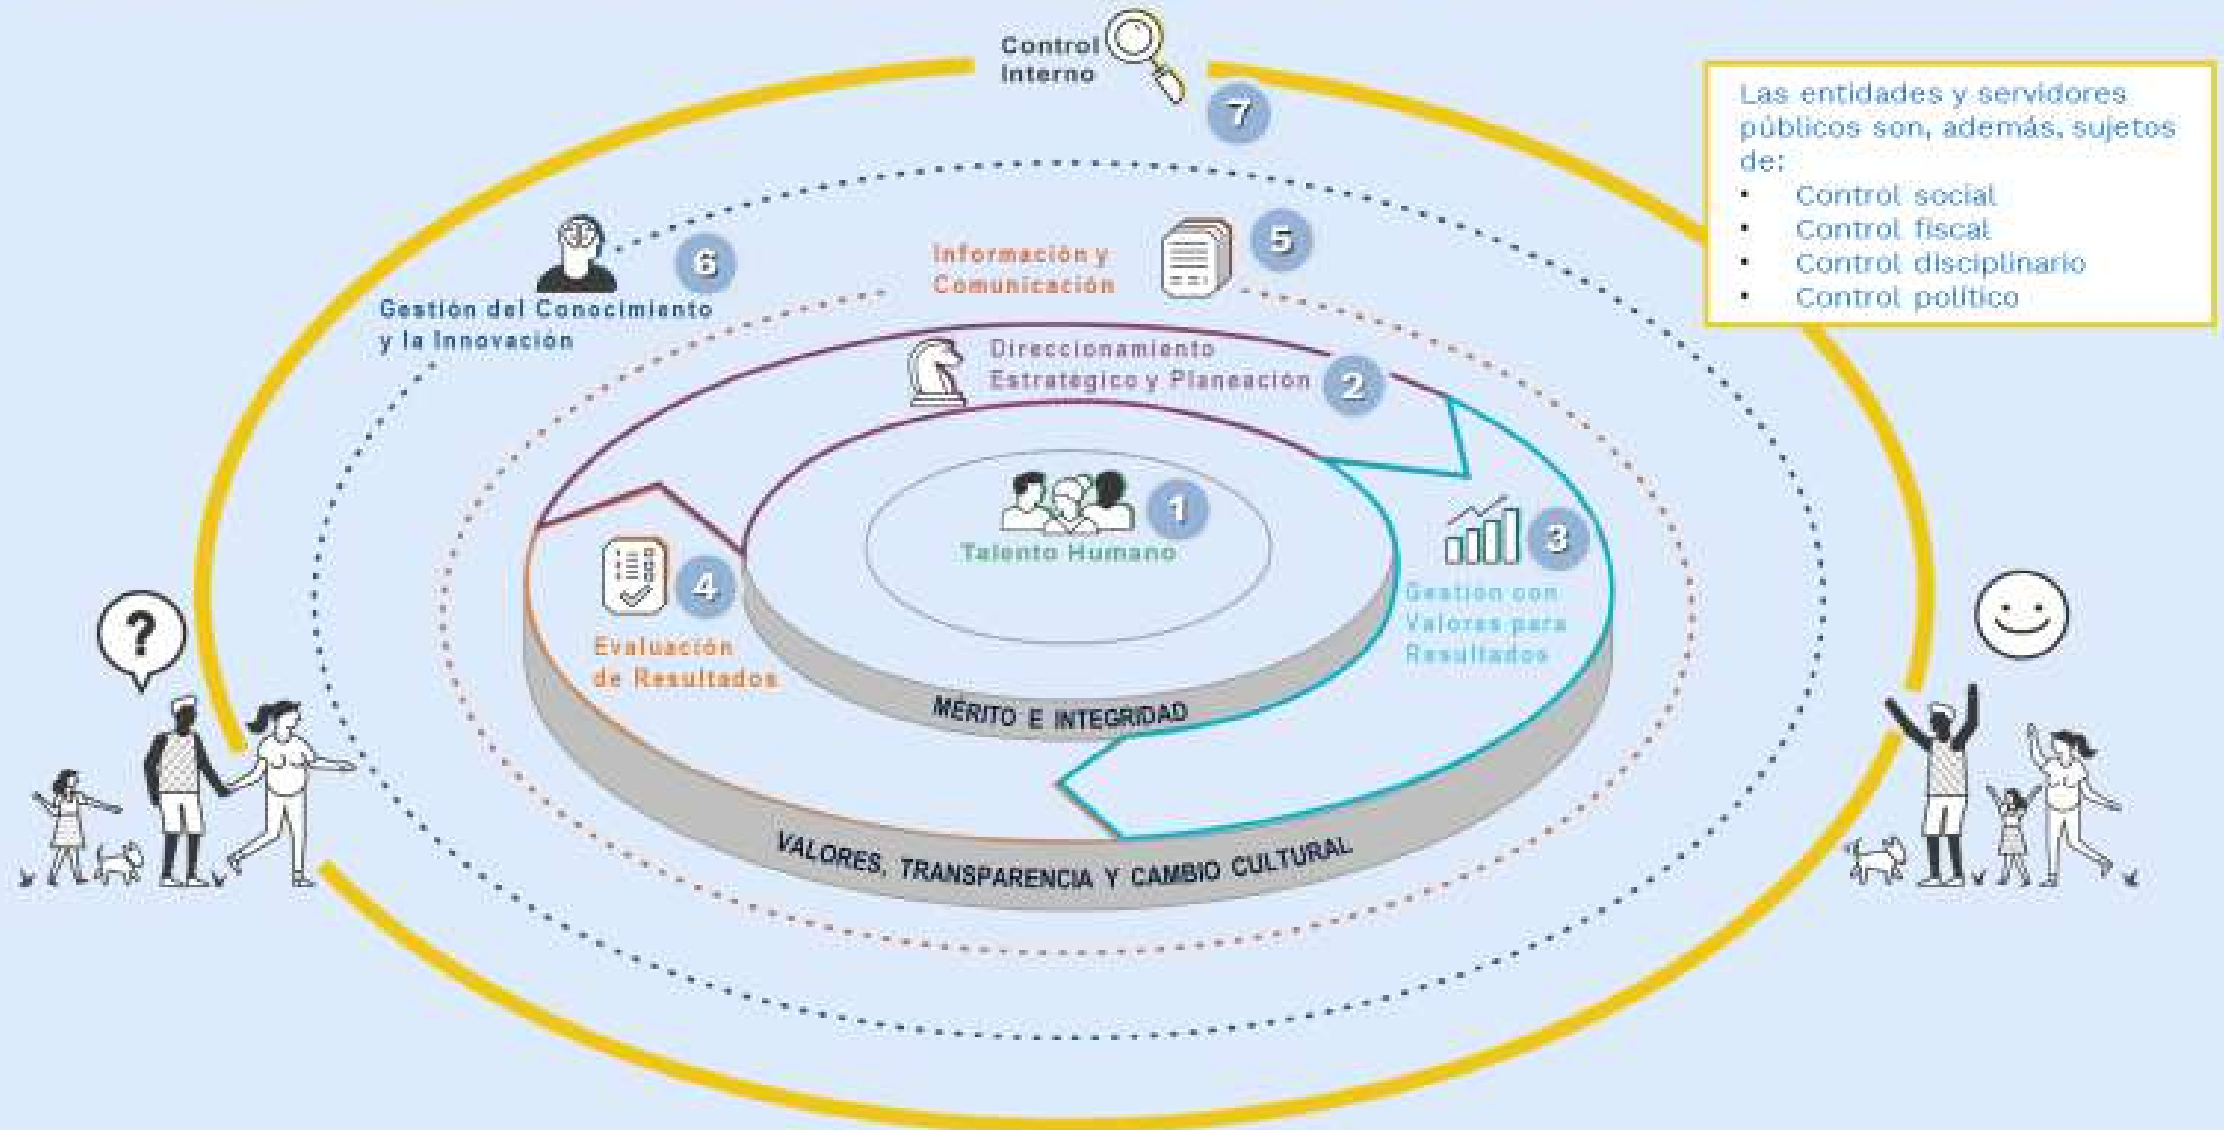 Control
Interno
7
Las entidades y servidores
públicos son, además, sujetos
de:
• Control social
• Control fiscal
• Control disciplinario
• Control político
6
Gestión del Conocimiento
y la Innovación
Información y
Comunicación
5
Direccionamiento
Estratégico y Planeación
2
1
Talento Humano
3
Gestión con
Valores para
Resultados
4
Evaluación
de Resultados
MÉRITO E INTEGRIDAD
VALORES, TRANSPARENCIA Y CAMBIO CULTURAL
?